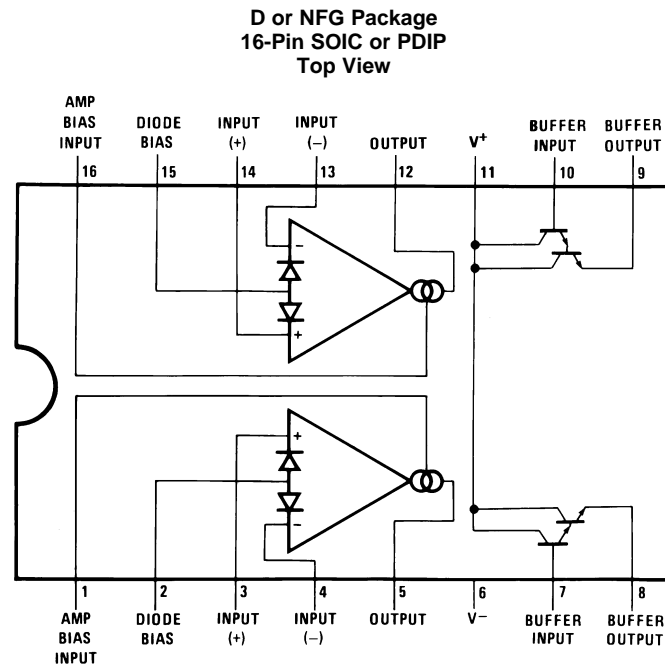 D or NFG Package
16-Pin SOIC or PDIP
Top View
AMP
BIAS
INPUT
DIODE
BIAS
INPUT
(+)
INPUT
(−)
OUTPUT
V+
BUFFER
INPUT
BUFFER
OUTPUT
16 15 14 13 12 11 10 9
−
+
+
−
1 2 3 4 5 6 7 8
AMP
BIAS
INPUT
DIODE
BIAS
INPUT
(+)
INPUT
(−)
OUTPUT
V−
BUFFER
INPUT
BUFFER
OUTPUT